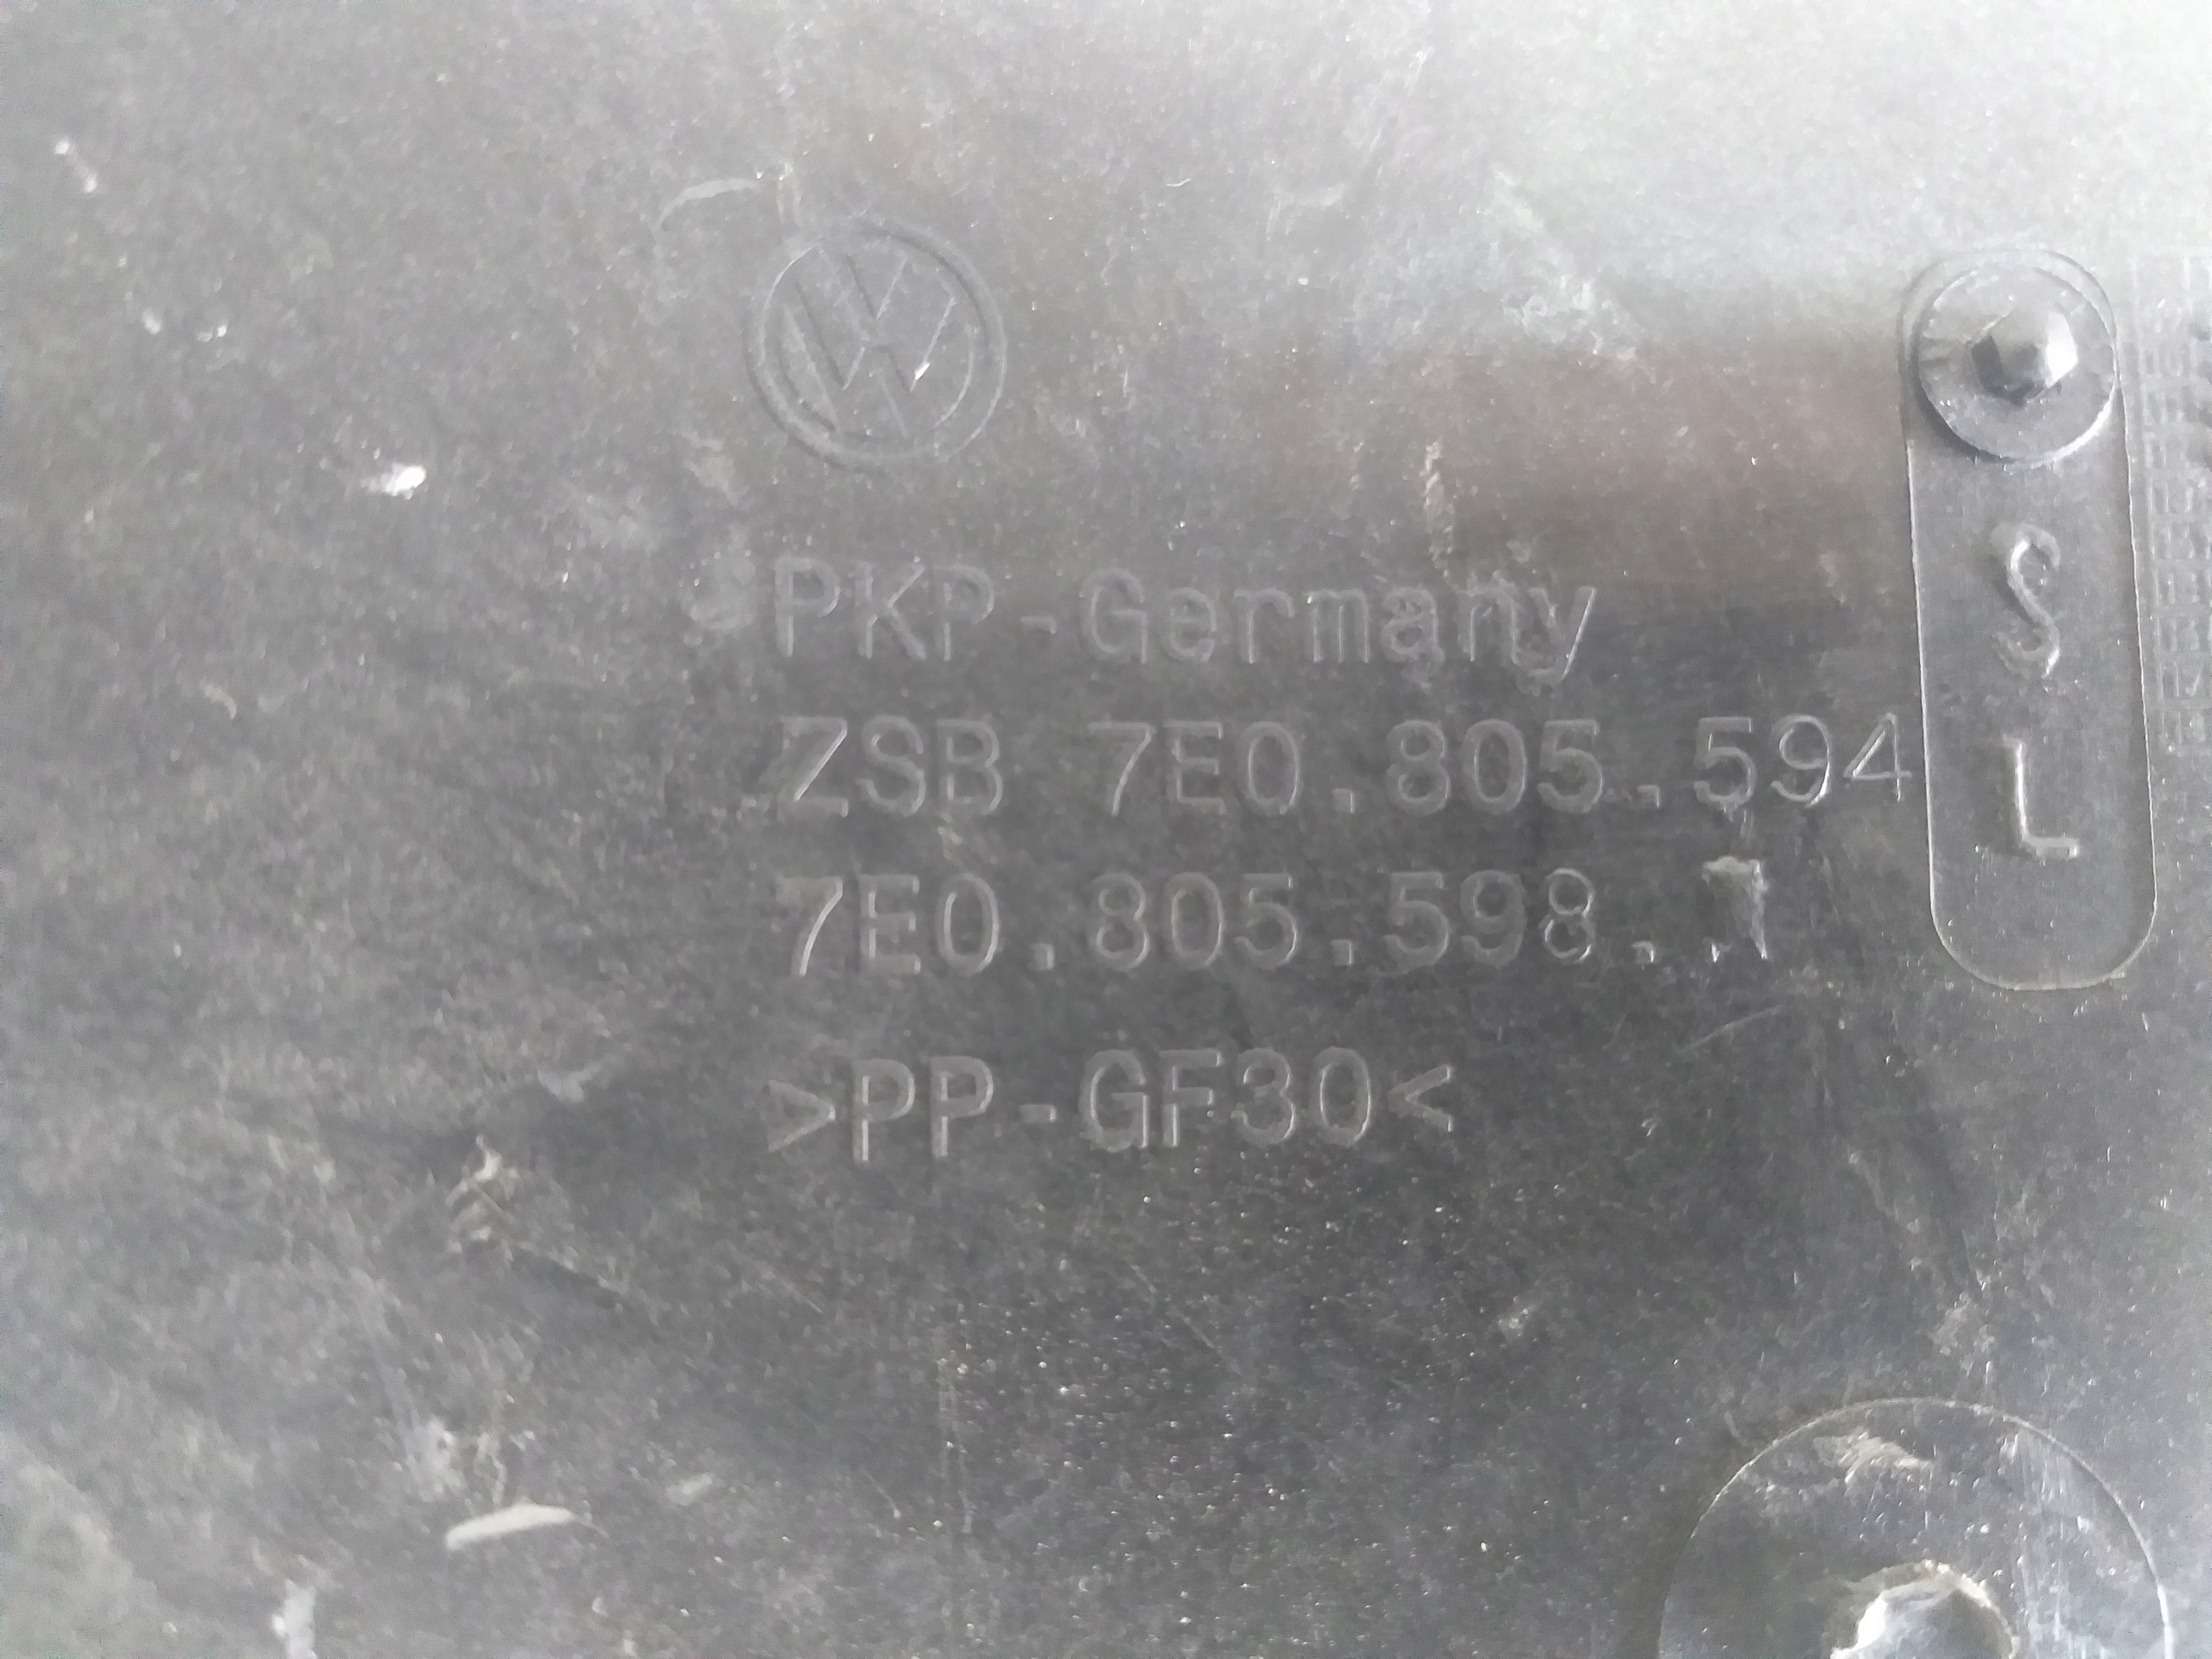 PKP-Germany
ZSB 7E0.805.594
7E0.805.598.
>PP-GF30<
S
L